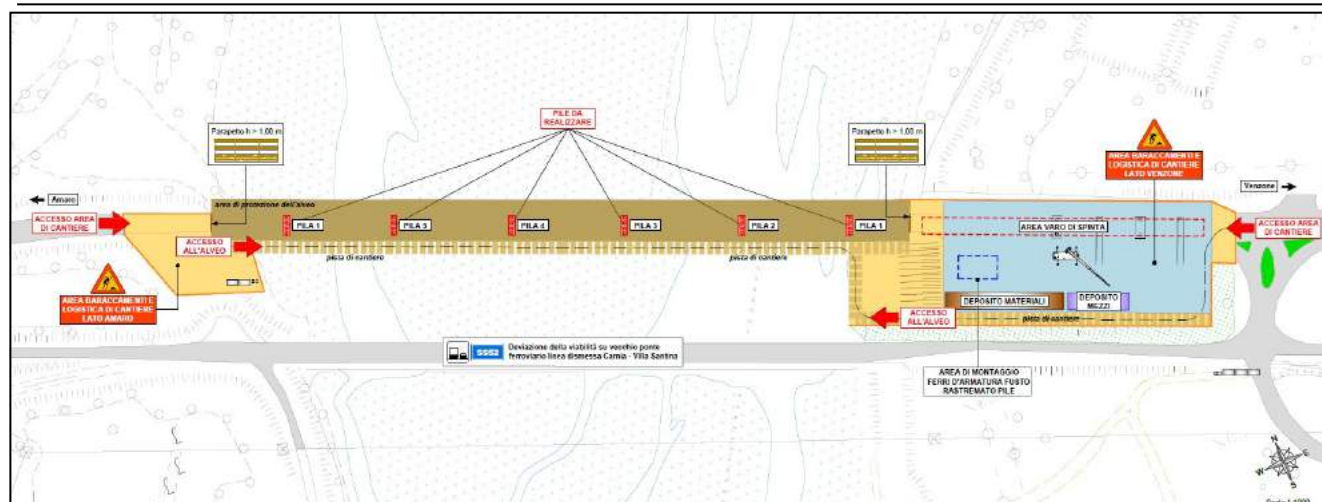 Parapetto h > 1,00 m
PILE DA
REALIZZARE
Parapetto h > 1,00 m
AREA BARACCAMENTI E
LOGISTICA DI CANTIERE
LATO VENZONE
Amaro
Venzone
area di protezione dell'alveo
ACCESSO AREA
DI CANTIERE
PILA 1
PILA 5
PILA 4
PILA 3
PILA 2
PILA 1
AREA VARO DI SPINTA
ACCESSO AREA
DI CANTIERE
ACCESSO
ALL'ALVEO
pista di cantiere
pista di cantiere
AREA BARACCAMENTI E
LOGISTICA DI CANTIERE
LATO AMARO
DEPOSITO MATERIALI
DEPOSITO
MEZZI
ACCESSO
ALL'ALVEO
pista di cantiere
SS52
Deviazione della viabilità su vecchio ponte
ferroviario linea dismessa Carnia - Villa Santina
AREA DI MONTAGGIO
FERRI D'ARMATURA FUSTO
RASTREMATO PILE
N
E
W
S